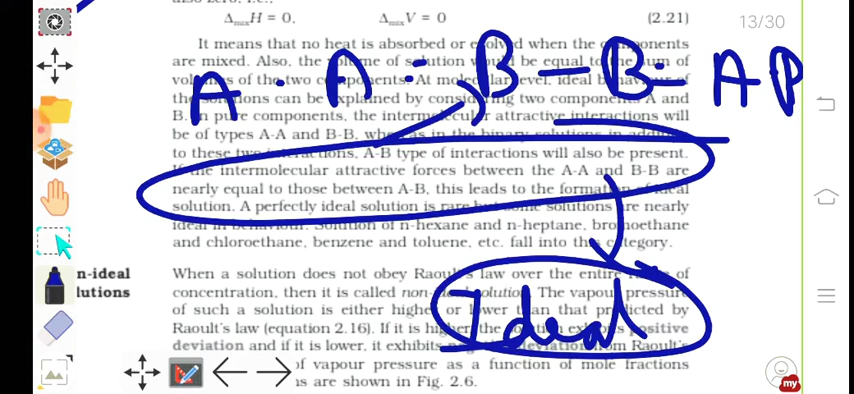 also zero, i.e.,
ΔmixH = 0, ΔmixV = 0 (2.21)
13/30
It means that no heat is absorbed or evolved when the components
are mixed. Also, the volume of solution would be equal to the sum of
volumes of the two components. At molecular level, ideal behaviour of
the solutions can be explained by considering two components A and
B. In pure components, the intermolecular attractive interactions will
be of types A-A and B-B, whereas in the binary solutions in addition
to these two interactions, A-B type of interactions will also be present.
If the intermolecular attractive forces between the A-A and B-B are
nearly equal to those between A-B, this leads to the formation of ideal
solution. A perfectly ideal solution is rare but some solutions are nearly
ideal in behaviour. Solution of n-hexane and n-heptane, bromoethane
and chloroethane, benzene and toluene, etc. fall into this category.
A - A = B - B = A B
n-ideal
lutions
When a solution does not obey Raoult's law over the entire range of
concentration, then it is called non-ideal solution. The vapour pressure
of such a solution is either higher or lower than that predicted by
Raoult's law (equation 2.16). If it is higher, the solution exhibits positive
deviation and if it is lower, it exhibits negative deviation from Raoult's
of vapour pressure as a function of mole fractions
ns are shown in Fig. 2.6.
Ideal
my